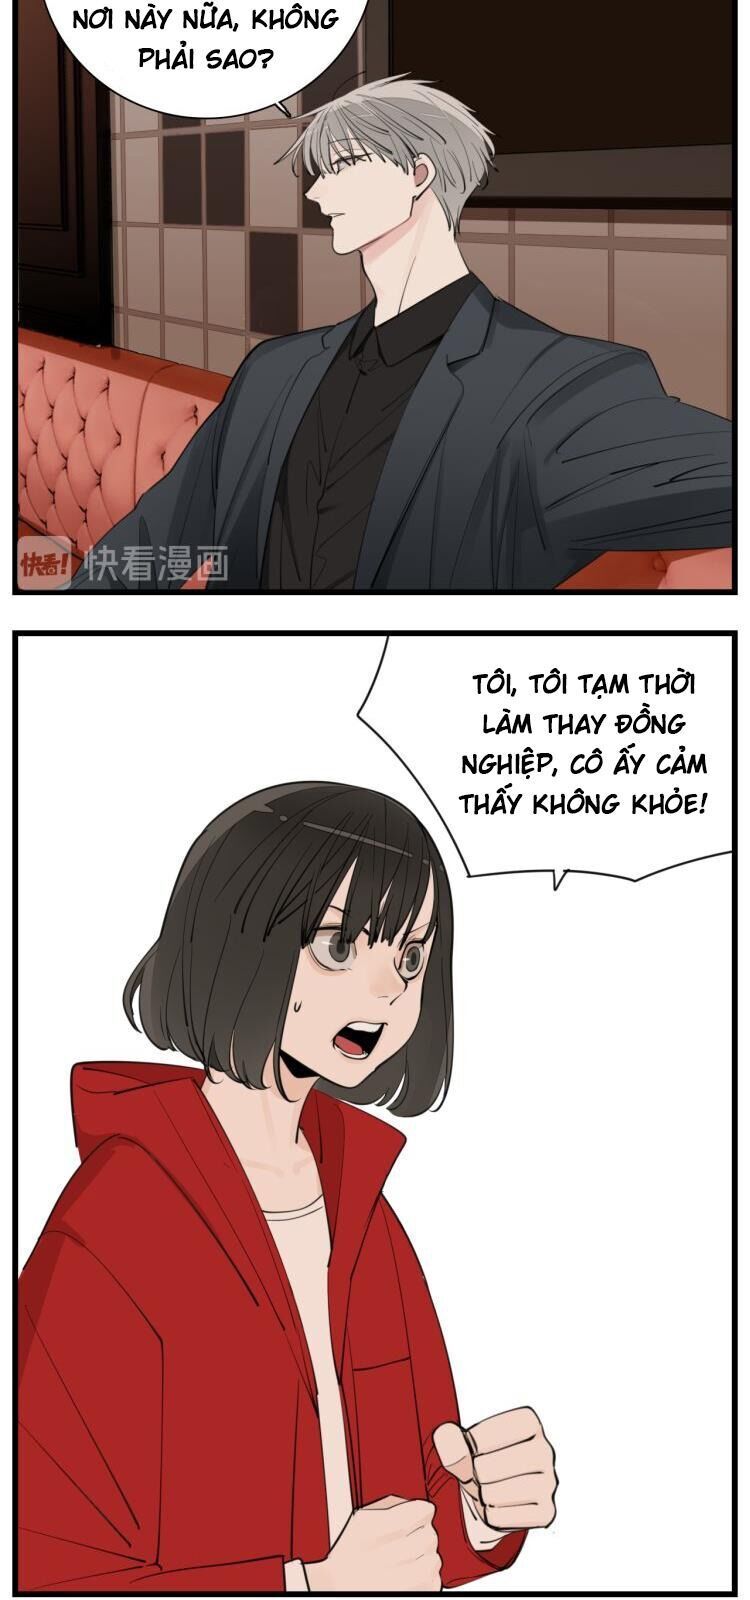 NƠI NÀY NỮA, KHÔNG
PHẢI SAO?
快看!
快看漫画
TÔI, TÔI TẠM THỜI
LÀM THAY ĐỒNG
NGHIỆP, CÔ ẤY CẢM
THẤY KHÔNG KHỎE!